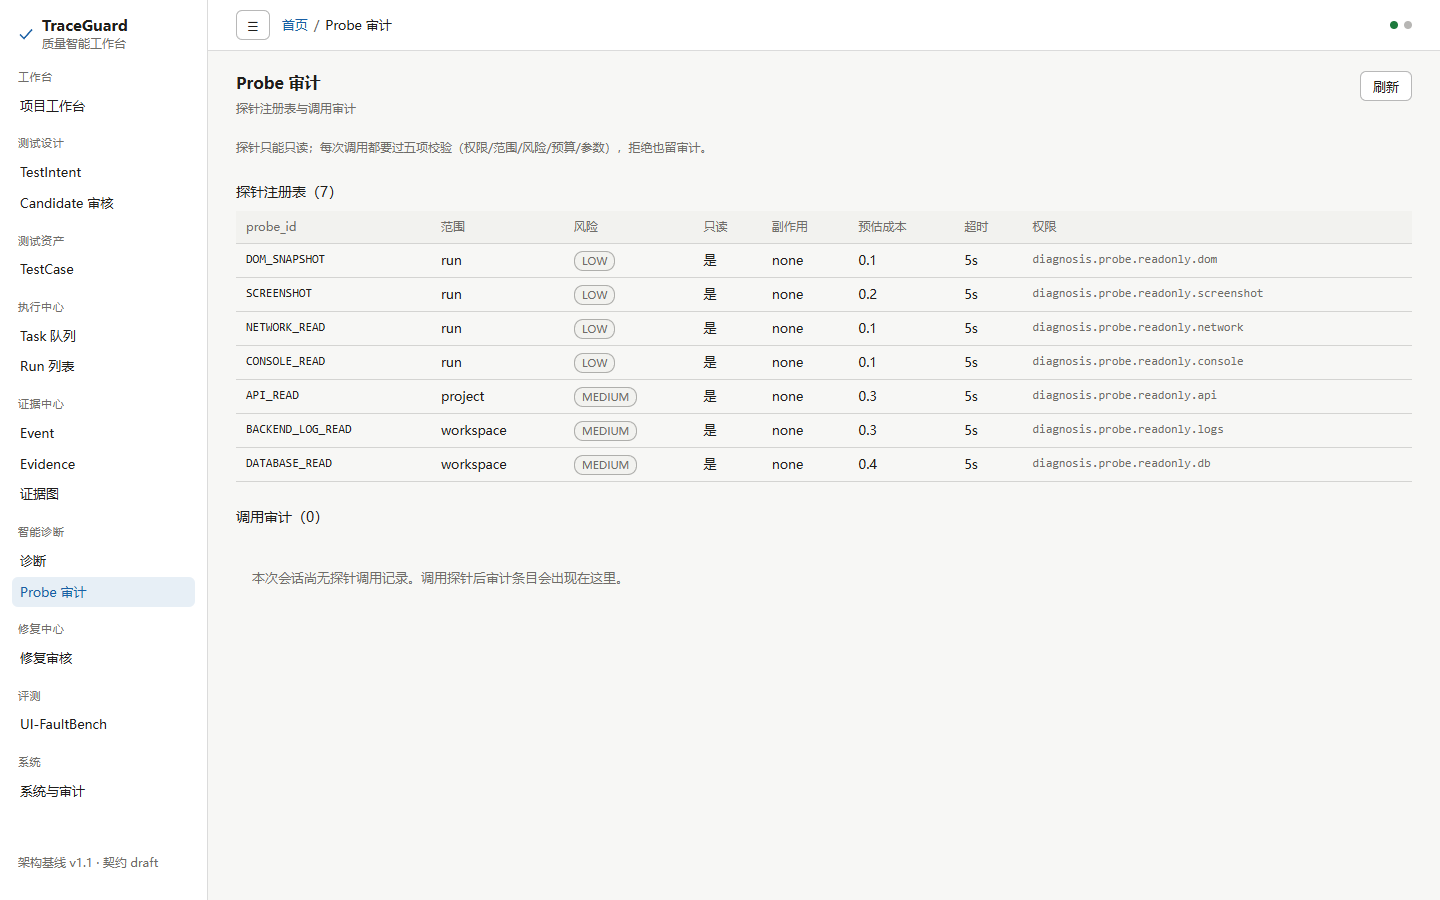 TraceGuard
质量智能工作台
工作台
项目工作台
测试设计
TestIntent
Candidate 审核
测试资产
TestCase
执行中心
Task 队列
Run 列表
证据中心
Event
Evidence
证据图
智能诊断
诊断
Probe 审计
修复中心
修复审核
评测
UI-FaultBench
系统
系统与审计
架构基线 v1.1 · 契约 draft
首页 / Probe 审计
Probe 审计
刷新
探针注册表与调用审计
探针只能只读；每次调用都要过五项校验（权限/范围/风险/预算/参数），拒绝也留审计。
探针注册表（7）
probe_id 范围 风险 只读 副作用 预估成本 超时 权限
DOM_SNAPSHOT run LOW 是 none 0.1 5s diagnosis.probe.readonly.dom
SCREENSHOT run LOW 是 none 0.2 5s diagnosis.probe.readonly.screenshot
NETWORK_READ run LOW 是 none 0.1 5s diagnosis.probe.readonly.network
CONSOLE_READ run LOW 是 none 0.1 5s diagnosis.probe.readonly.console
API_READ project MEDIUM 是 none 0.3 5s diagnosis.probe.readonly.api
BACKEND_LOG_READ workspace MEDIUM 是 none 0.3 5s diagnosis.probe.readonly.logs
DATABASE_READ workspace MEDIUM 是 none 0.4 5s diagnosis.probe.readonly.db
调用审计（0）
本次会话尚无探针调用记录。调用探针后审计条目会出现在这里。